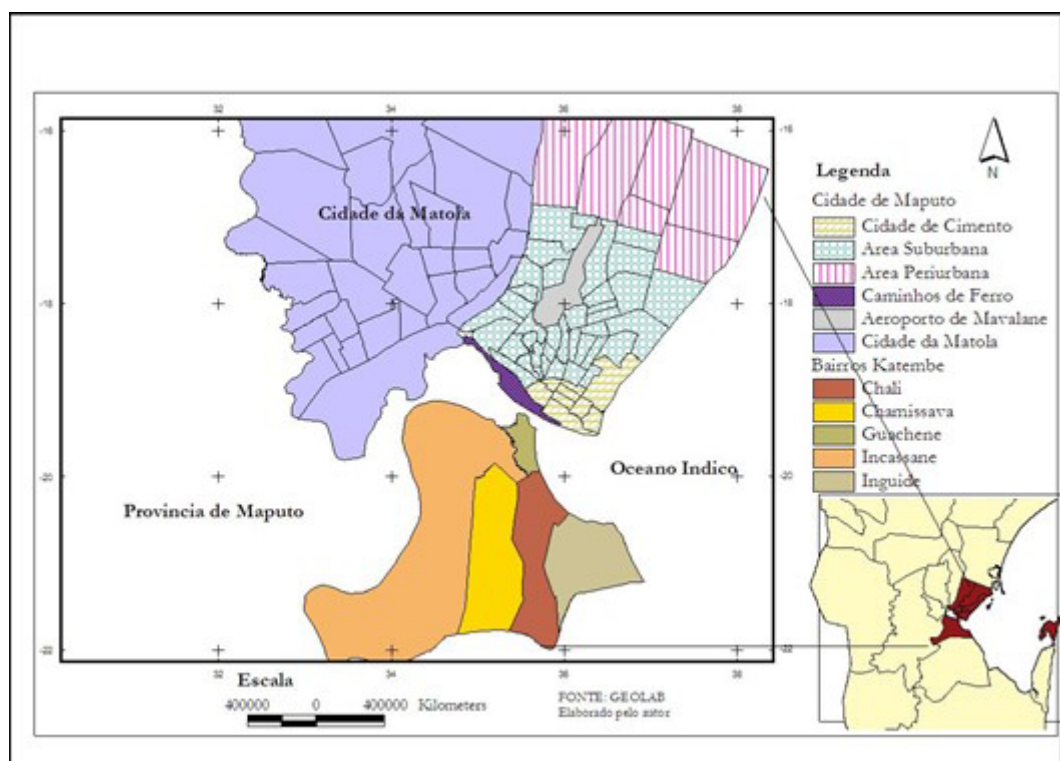 32 34 36 38
-16 -16
Cidade da Matola
-18 -18
-20 -20
Oceano Indico
Provincia de Maputo
-22 -22
32 34 36 38
N
Legenda
Cidade de Maputo
Cidade de Cimento
Area Suburbana
Area Periurbana
Caminhos de Ferro
Aeroporto de Mavalane
Cidade da Matola
Bairros Katembe
Chali
Chamissava
Guachene
Incassane
Inguide
Escala
400000 0 400000 Kilometers
FONTE: GEOLAB
Elaborado pelo autor